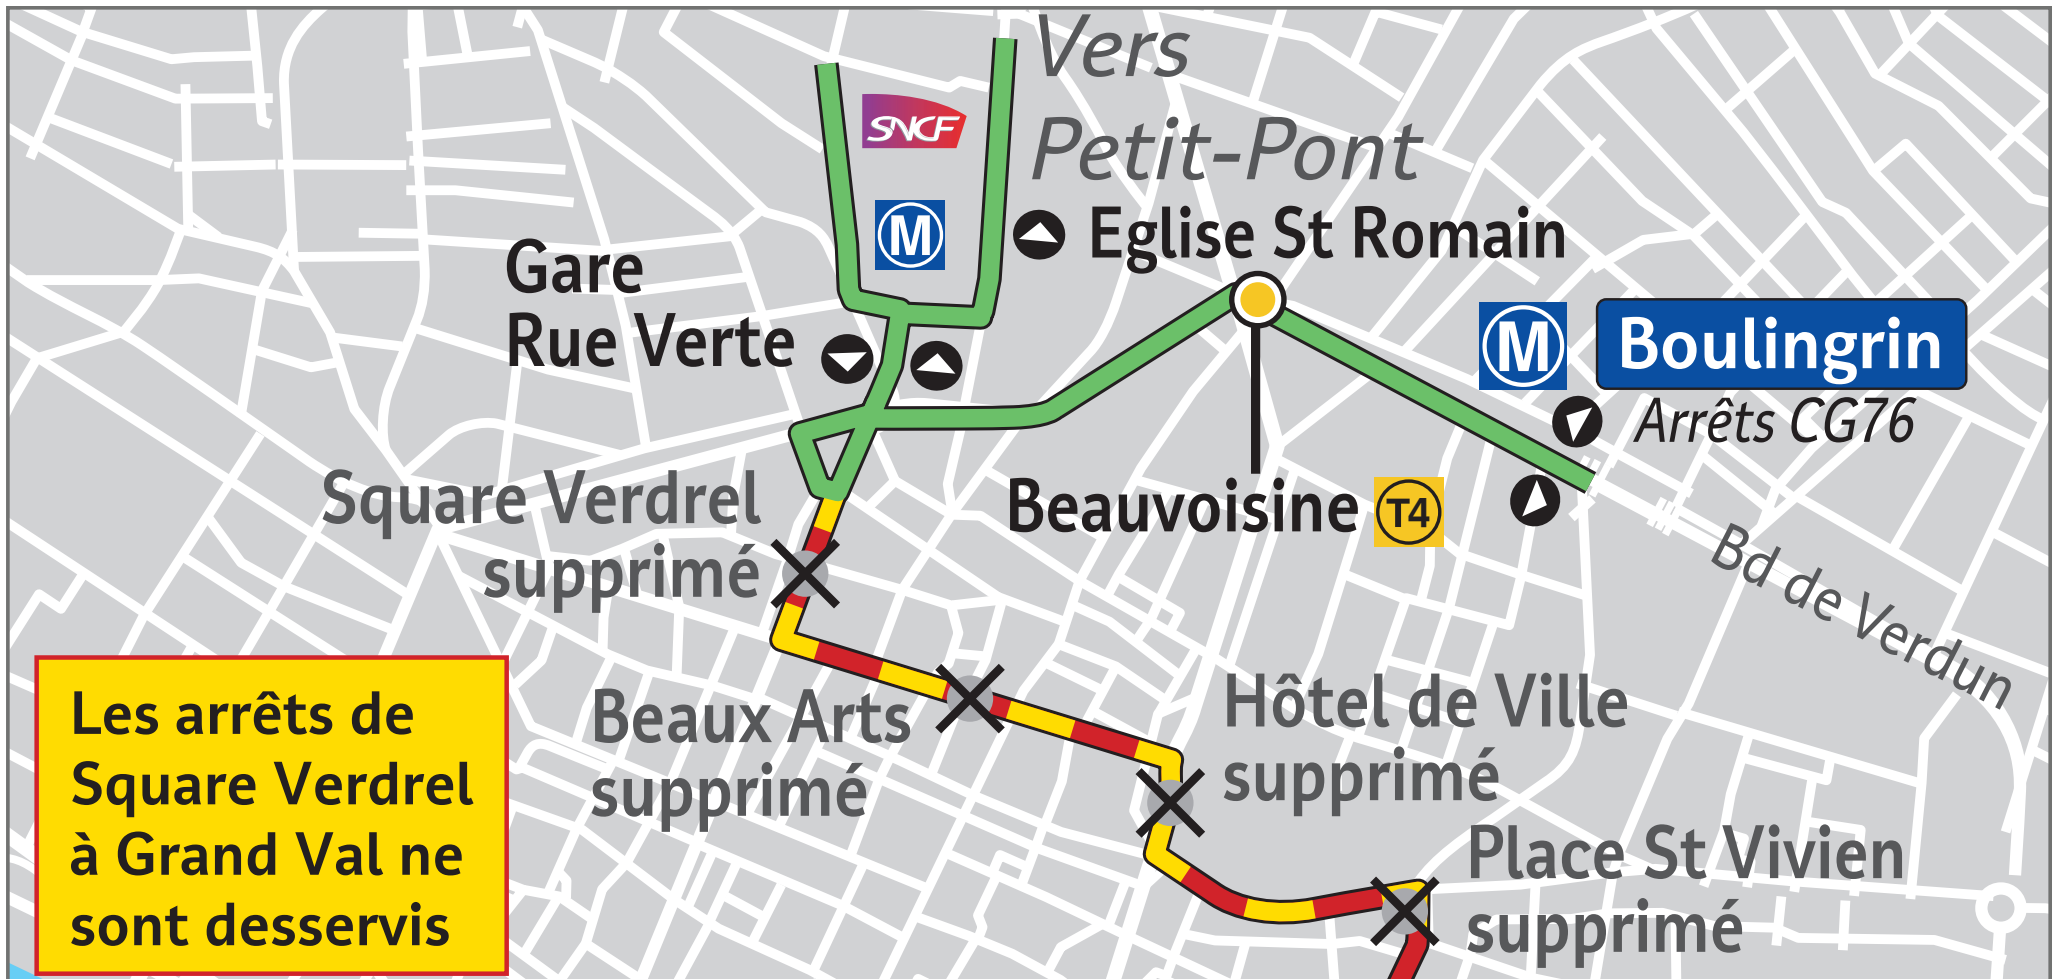 Vers
Petit-Pont
SNCF
M
Eglise St Romain
Gare
Rue Verte
M
Boulingrin
Arrêts CG76
Square Verdrel
supprimé
Beauvoisine T4
Bd de Verdun
Les arrêts de
Square Verdrel
à Grand Val ne
sont desservis
Beaux Arts
supprimé
Hôtel de Ville
supprimé
Place St Vivien
supprimé